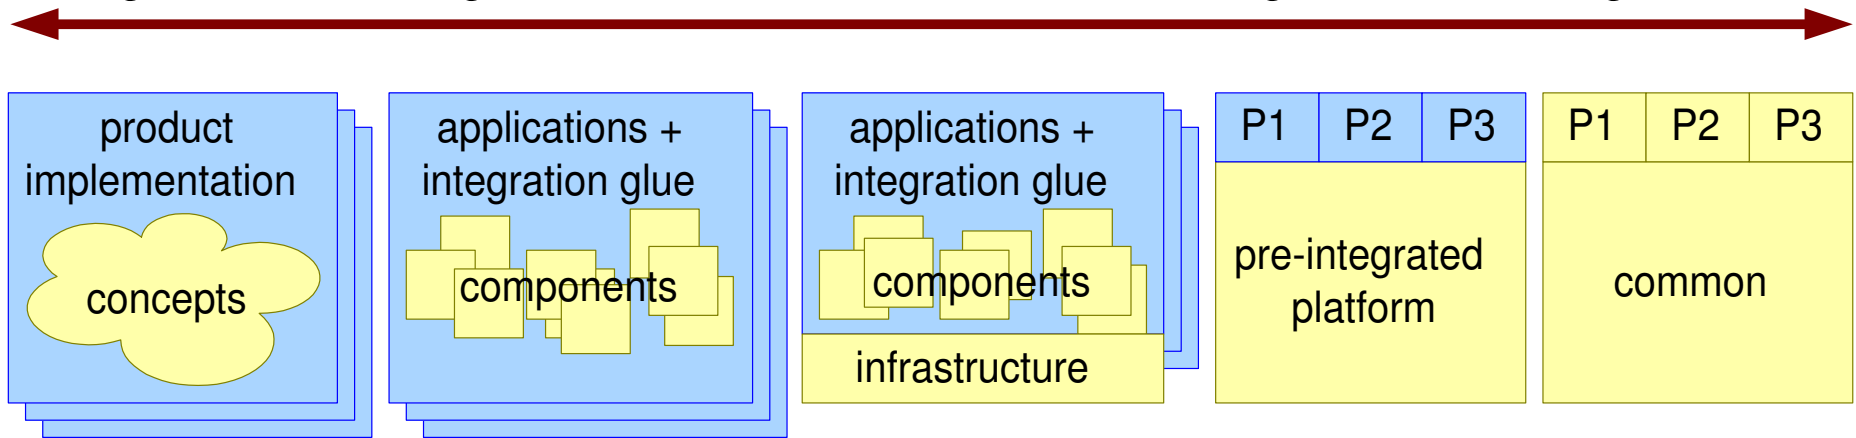 product
implementation
concepts
applications +
integration glue
components
applications +
integration glue
components
infrastructure
P1 P2 P3
pre-integrated
platform
P1 P2 P3
common